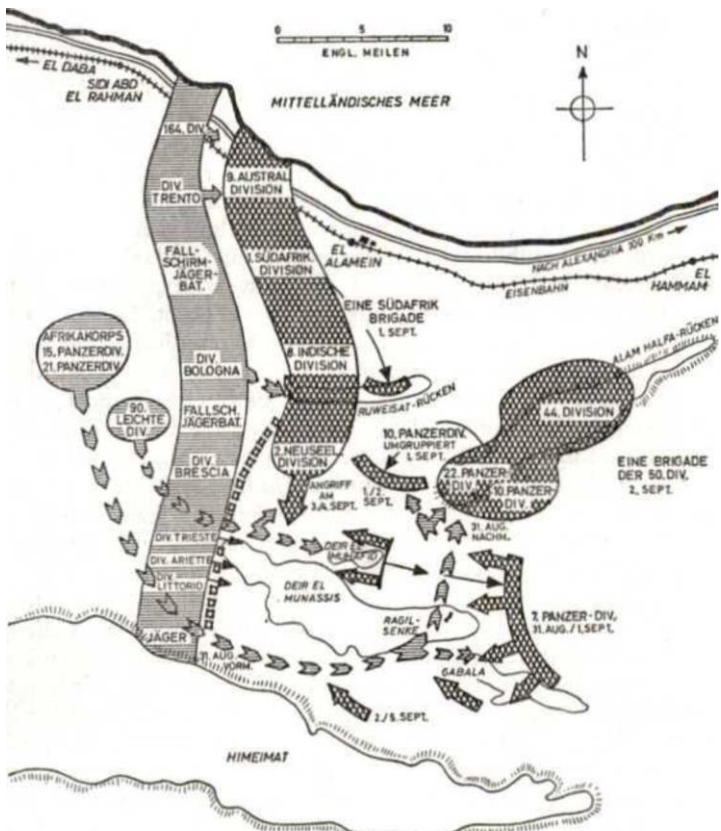 0 5 10
ENGL. MEILEN
N
← EL DABA
SIDI ABD
EL RAHMAN
MITTELLÄNDISCHES MEER
164. DIV.
DIV.
TRENTO
9. AUSTRAL.
DIVISION
FALL-
SCHIRM-
JÄGER-
BAT.
1. SÜDAFRIK.
DIVISION
EL
ALAMEIN
NACH ALEXANDRIA 100 Km →
EISENBAHN
EL
HAMMAM
EINE SÜDAFRIK
BRIGADE
1. SEPT.
AFRIKAKORPS
15. PANZERDIV.
21. PANZERDIV.
DIV.
BOLOGNA
8. INDISCHE
DIVISION
RUWEISAT-RÜCKEN
ALAM HALFA-RÜCKEN
90.
LEICHTE
DIV.
FALLSCH.
JÄGERBAT.
44. DIVISION
2. NEUSEEL.
DIVISION
10. PANZERDIV.
UMGRUPPIERT
1. SEPT.
DIV.
BRESCIA
22. PANZER-
DIV.
10. PANZER-
DIV.
EINE BRIGADE
DER 50. DIV,
2. SEPT.
ANGRIFF
AM
3./4. SEPT.
1./2.
SEPT.
31. AUG.
NACHM.
DIV. TRIESTE
DEIR EL
MUNAFID
DIV. ARIETTE
DIV.
LITTORIO
DEIR EL
MUNASSIS
RAGIL-
SENKE
7. PANZER-DIV,
31. AUG./1. SEPT.
JÄGER
31. AUG.
VORM.
GABALA
2./3. SEPT.
HIMEIMAT